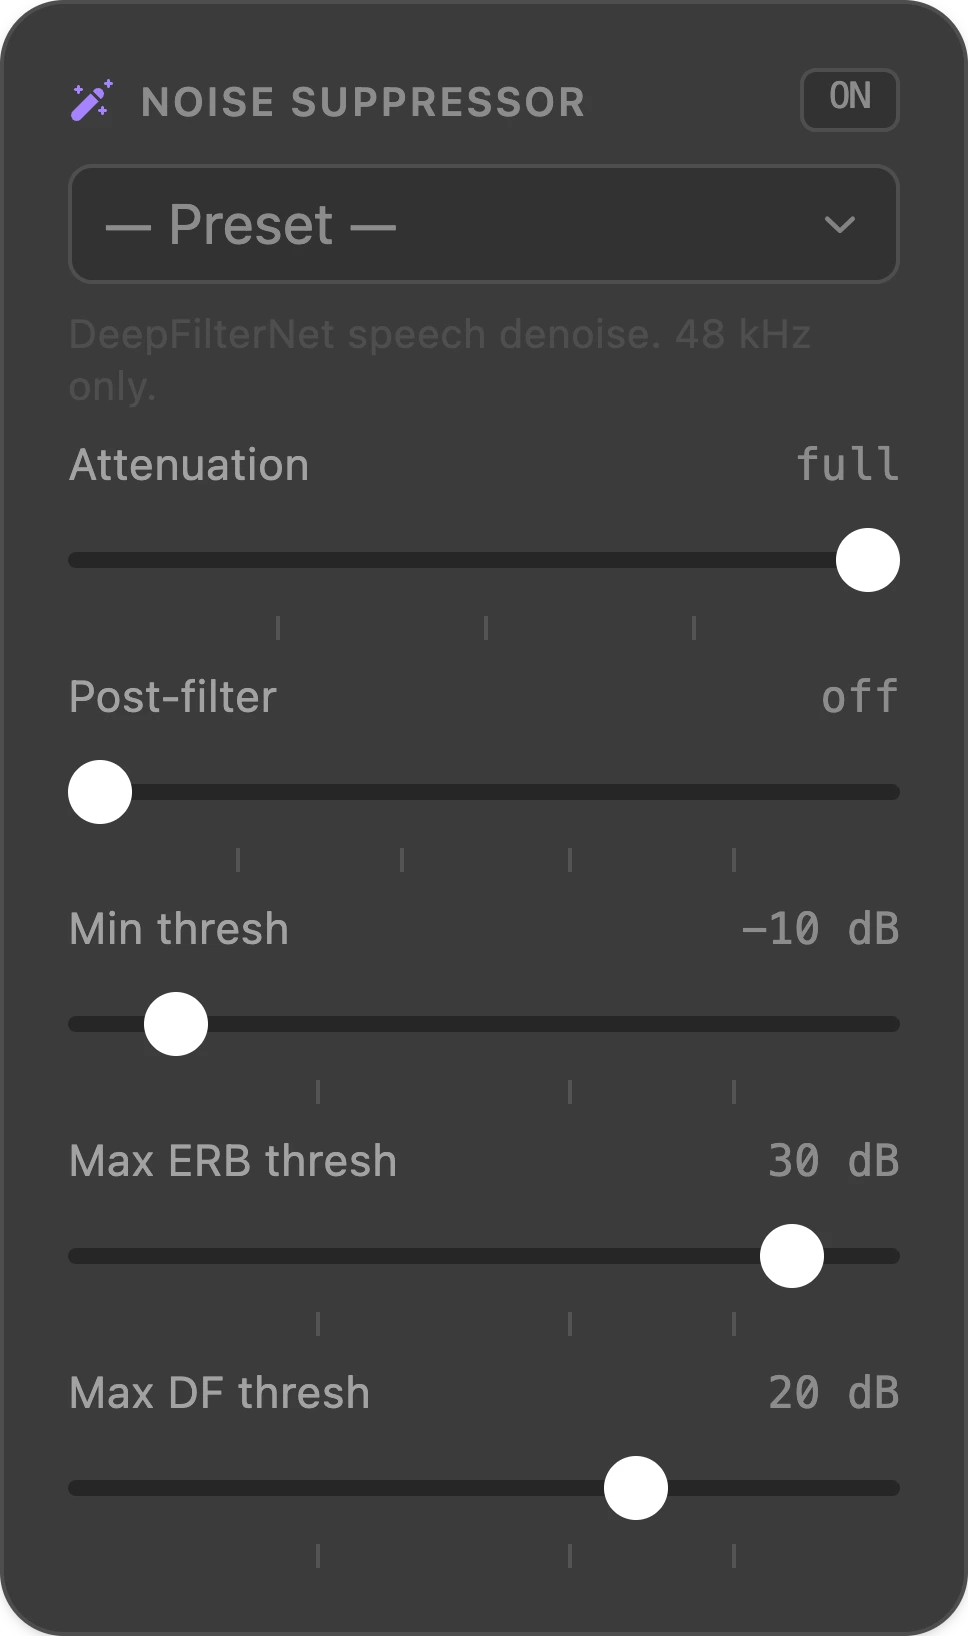 NOISE SUPPRESSOR
ON
— Preset —
DeepFilterNet speech denoise. 48 kHz
only.
Attenuation full
Post-filter off
Min thresh −10 dB
Max ERB thresh 30 dB
Max DF thresh 20 dB